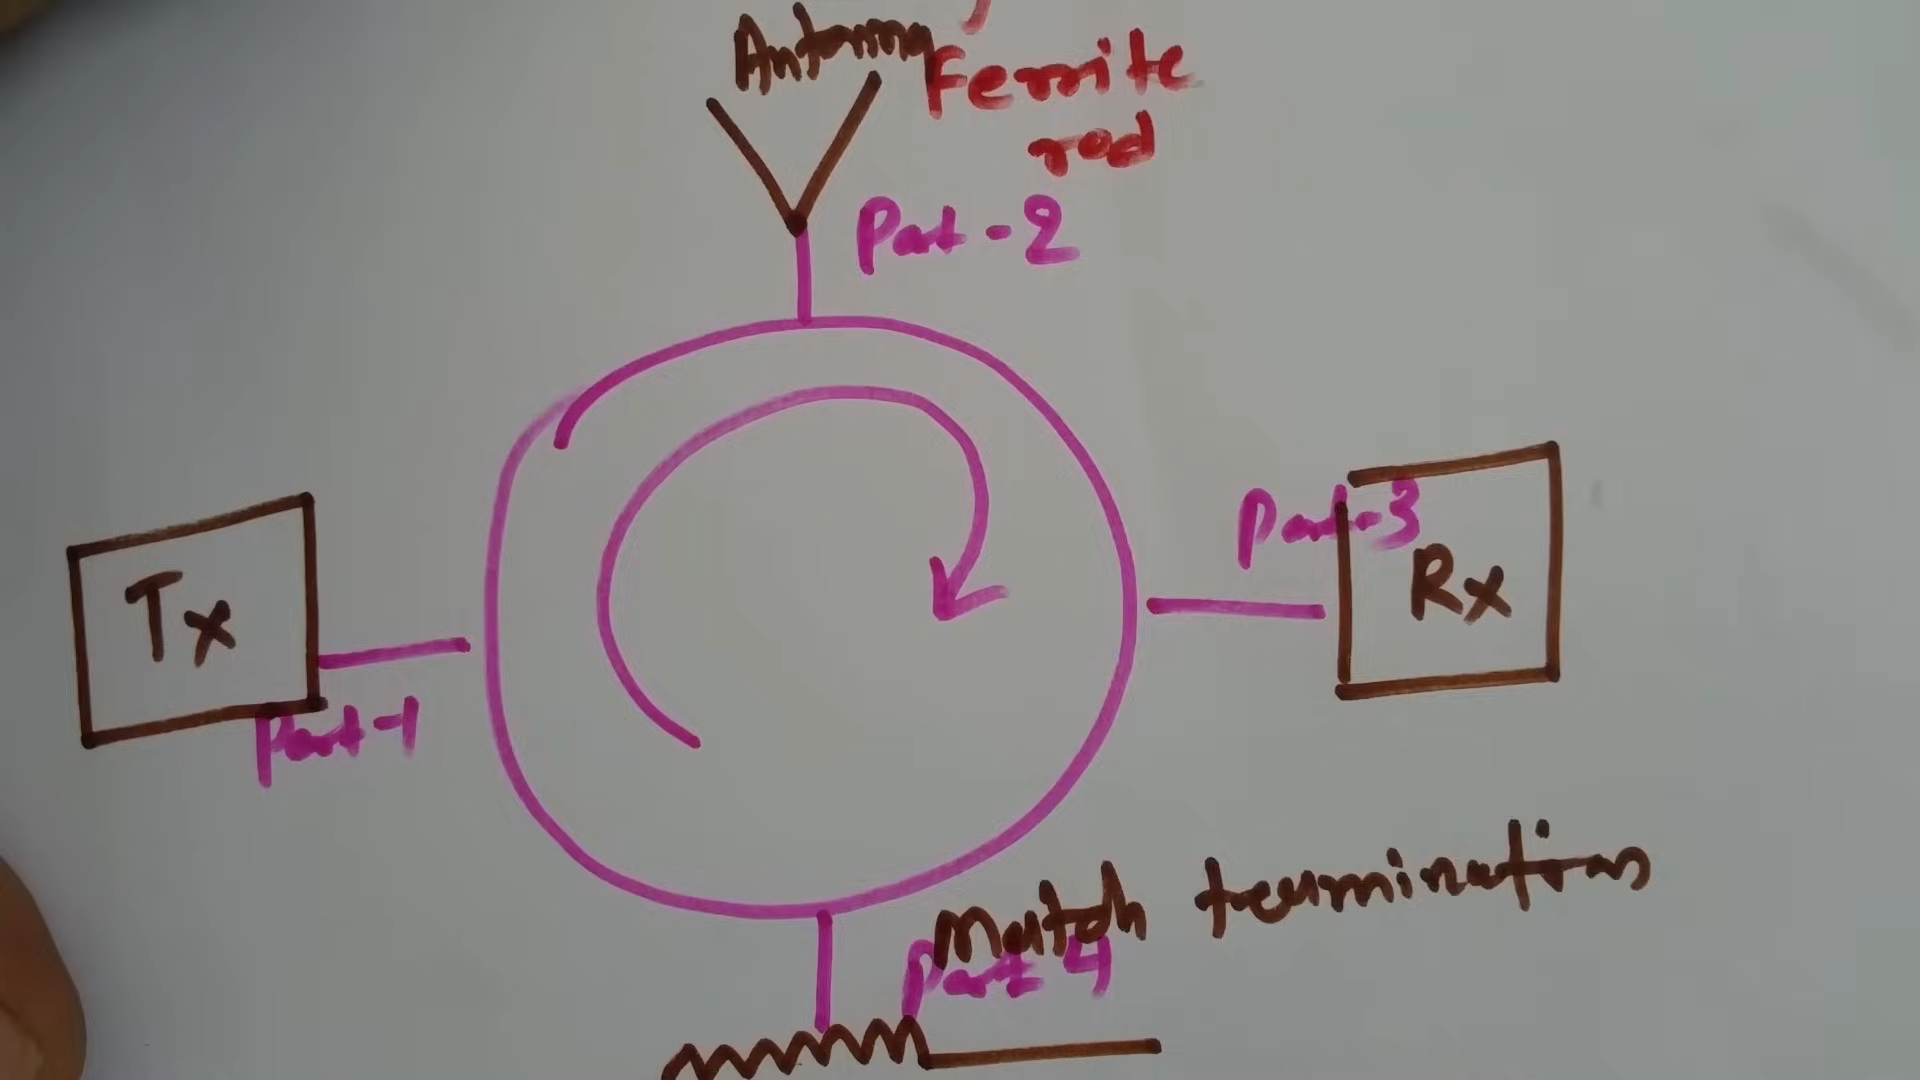 Antenna
Ferrite
rod
Port-2
Port-3
Tx
Rx
Port-1
Match termination
Port 4